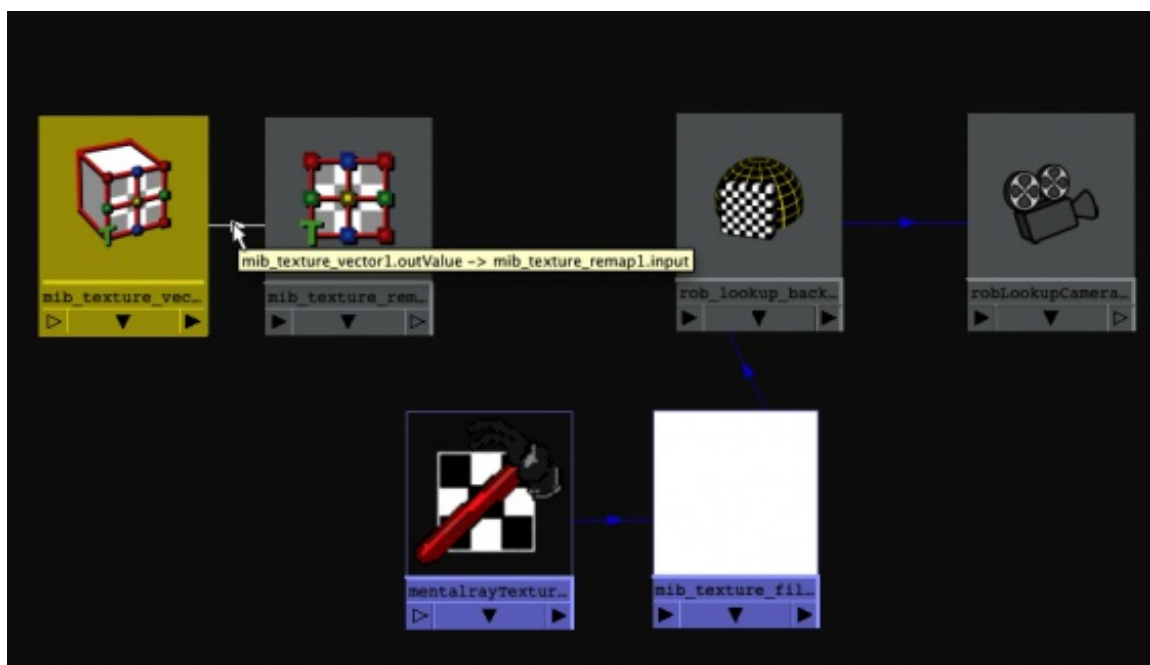 mib_texture_vector1.outValue -> mib_texture_remap1.input
mib_texture_vec...
mib_texture_rem...
rob_lookup_back...
robLookupCamera...
mentalrayTextur...
mib_texture_fil...